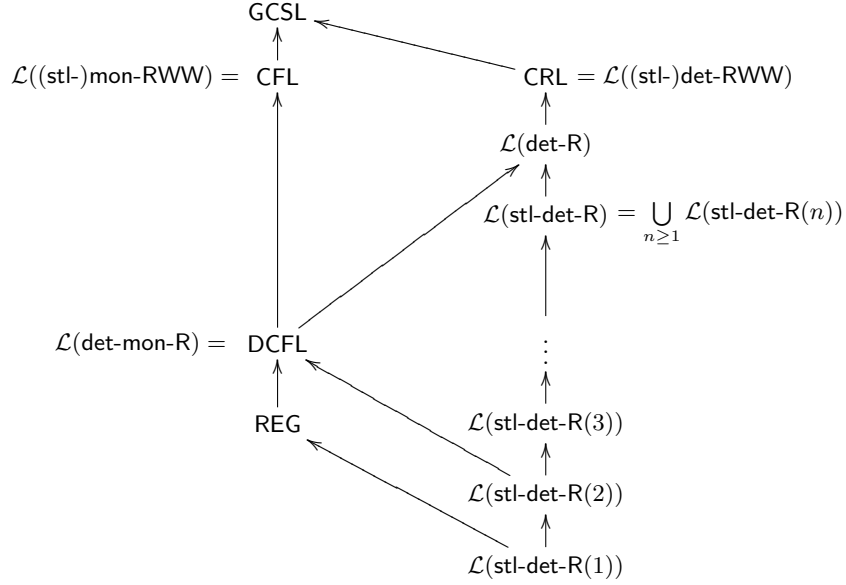 GCSL
ℒ((stl-)mon-RWW) = CFL
CRL = ℒ((stl-)det-RWW)
ℒ(det-R)
ℒ(stl-det-R) = ⋃ ℒ(stl-det-R(n))
n≥1
ℒ(det-mon-R) = DCFL
⋮
REG
ℒ(stl-det-R(3))
ℒ(stl-det-R(2))
ℒ(stl-det-R(1))